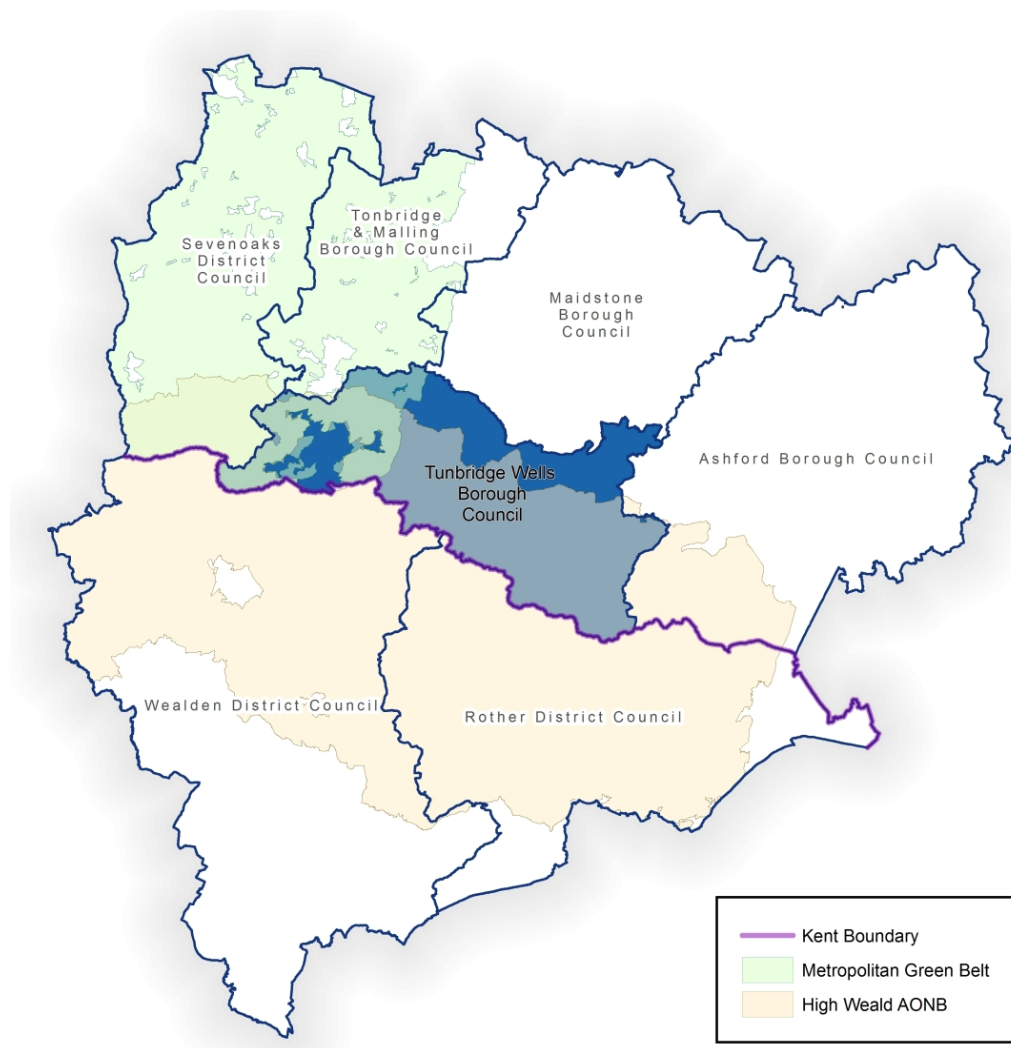 Tonbridge
& Malling
Borough Council
Sevenoaks
District
Council
Maidstone
Borough
Council
Ashford Borough Council
Tunbridge Wells
Borough
Council
Wealden District Council
Rother District Council
Kent Boundary
Metropolitan Green Belt
High Weald AONB